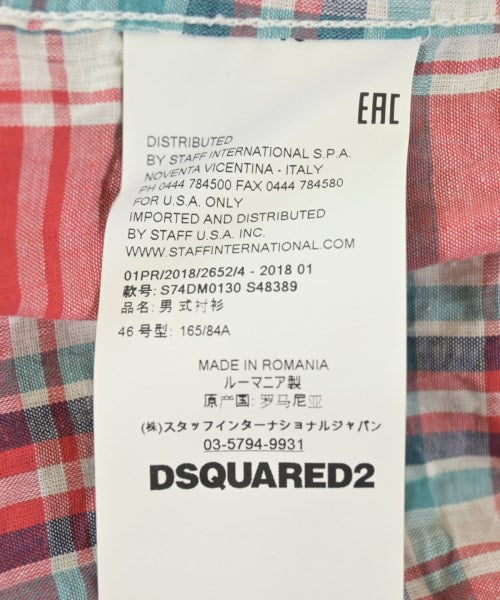 EAC
DISTRIBUTED
BY STAFF INTERNATIONAL S.P.A.
NOVENTA VICENTINA - ITALY
PH 0444 784500 FAX 0444 784580
FOR U.S.A. ONLY
IMPORTED AND DISTRIBUTED
BY STAFF U.S.A. INC.
WWW.STAFFINTERNATIONAL.COM
01PR/2018/2652/4 - 2018 01
款号: S74DM0130 S48389
品名: 男式衬衫
46 号型: 165/84A
MADE IN ROMANIA
ルーマニア製
原产国: 罗马尼亚
(株)スタッフインターナショナルジャパン
03-5794-9931
DSQUARED2